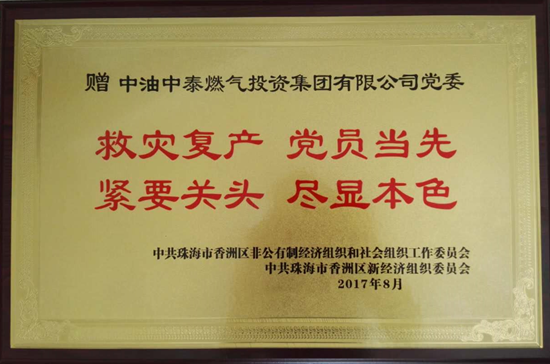 赠 中油中泰燃气投资集团有限公司党委
救灾复产 党员当先
紧要关头 尽显本色
中共珠海市香洲区非公有制经济组织和社会组织工作委员会
中共珠海市香洲区新经济组织委员会
2017年8月